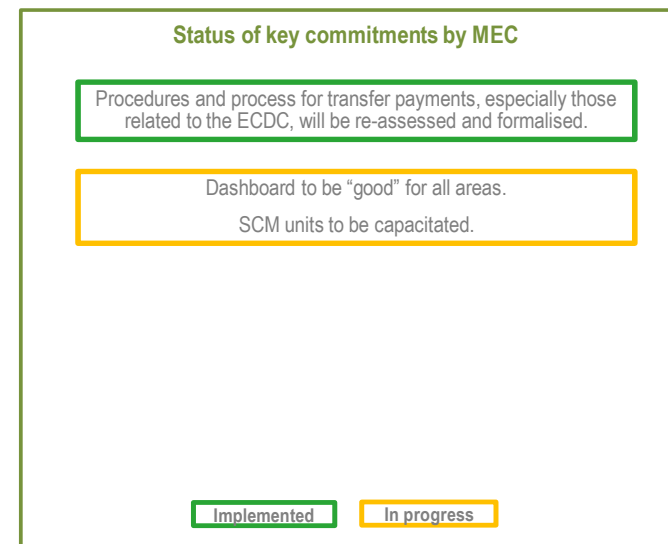 Status of key commitments by MEC
Procedures and process for transfer payments, especially those
related to the ECDC, will be re-assessed and formalised.
Dashboard to be “good” for all areas.
SCM units to be capacitated.
Implemented
In progress